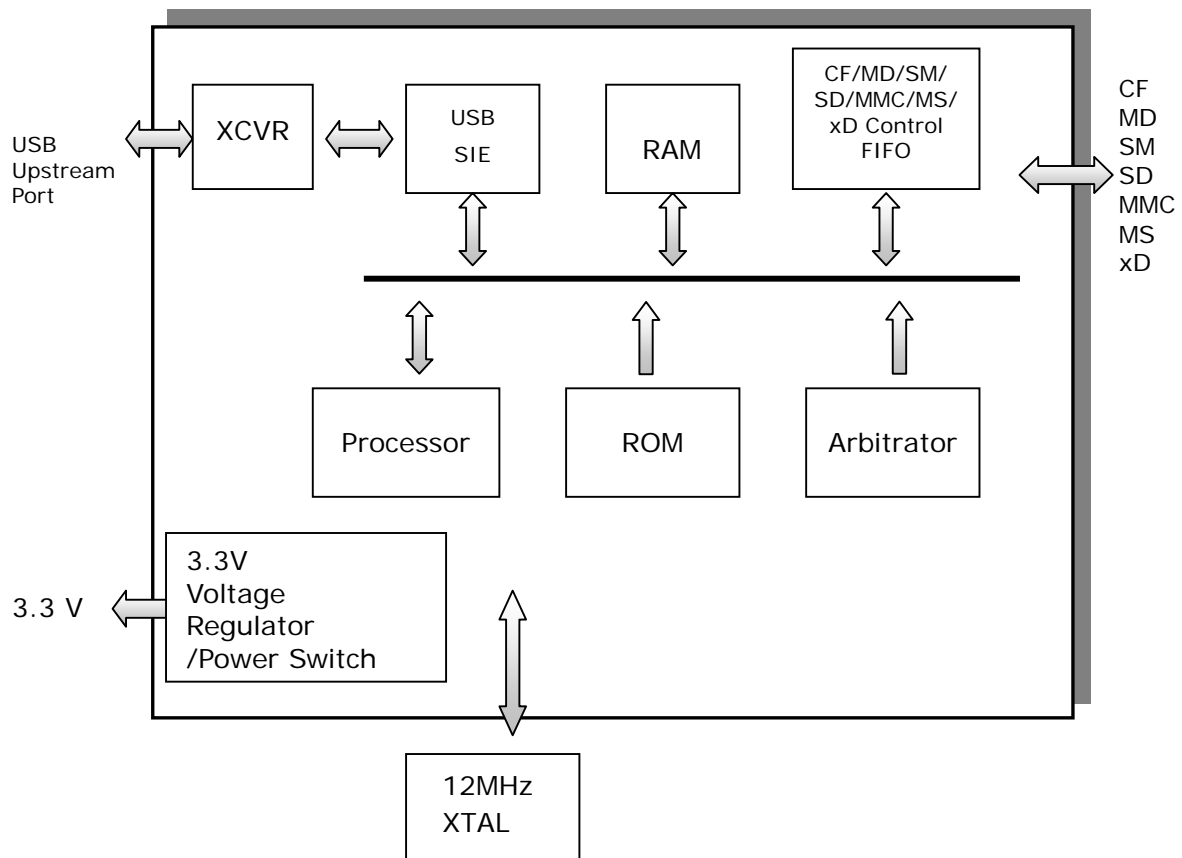 USB
Upstream
Port
XCVR
USB
SIE
RAM
CF/MD/SM/
SD/MMC/MS/
xD Control
FIFO
CF
MD
SM
SD
MMC
MS
xD
Processor
ROM
Arbitrator
3.3 V
3.3V
Voltage
Regulator
/Power Switch
12MHz
XTAL